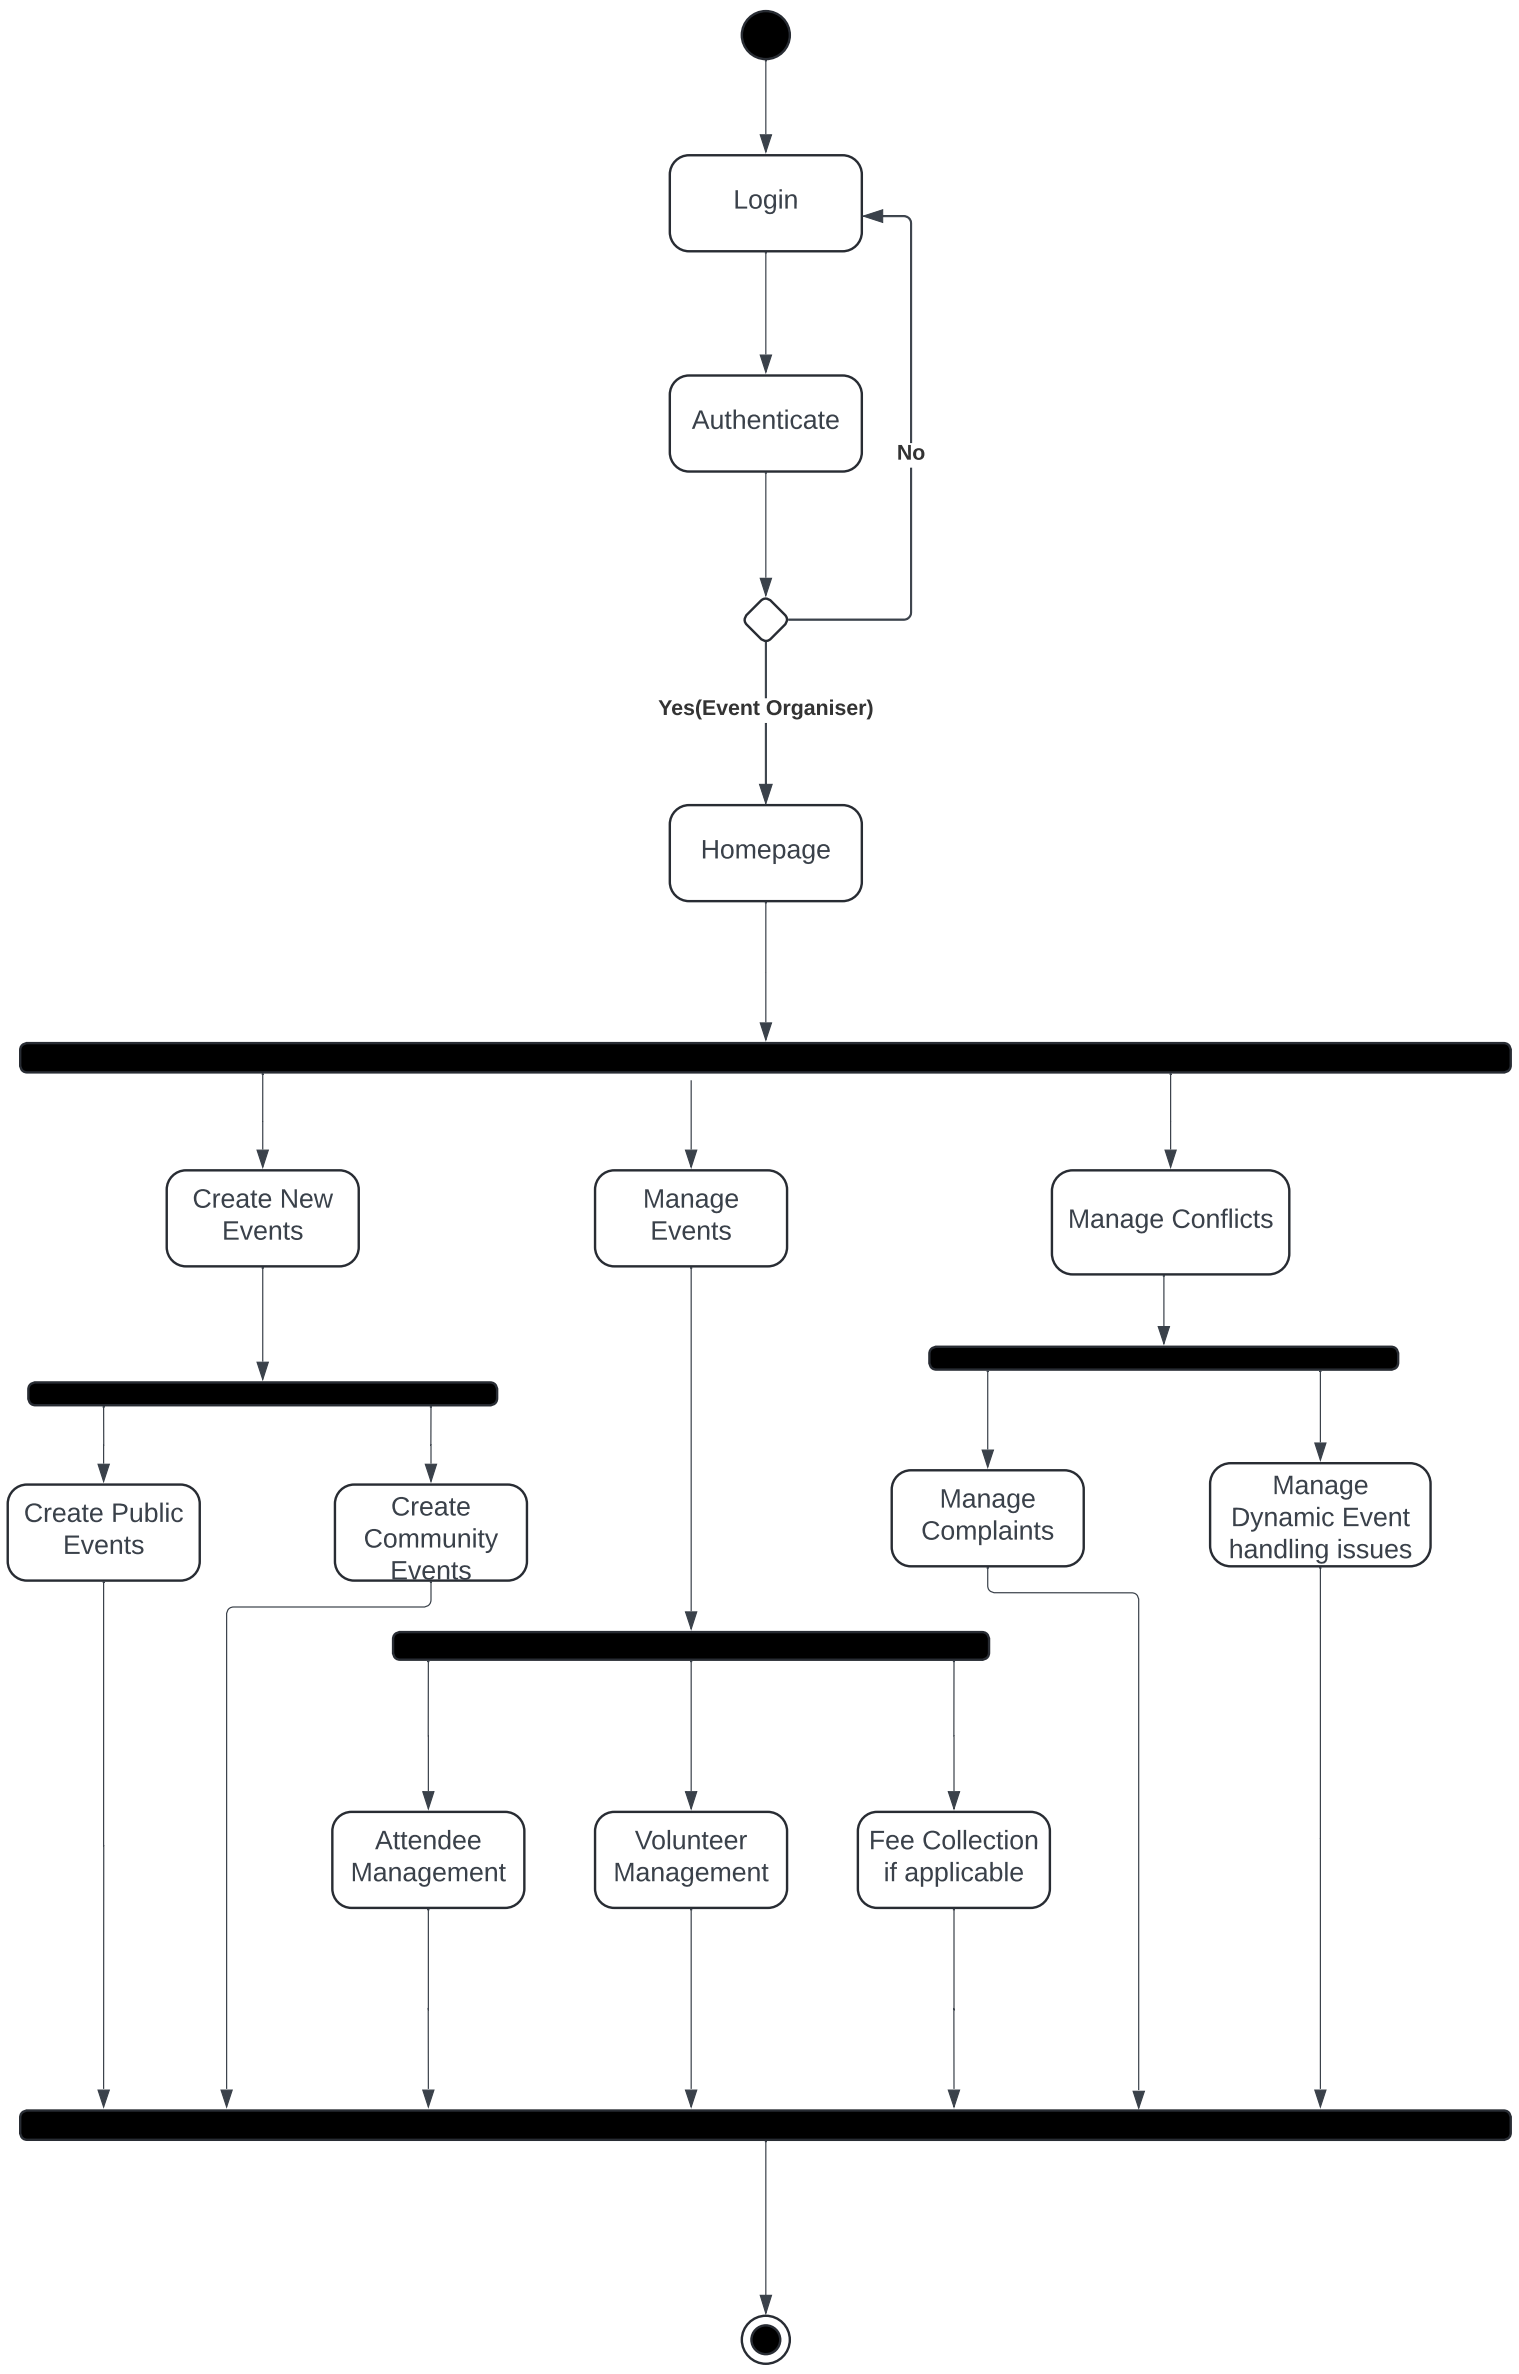 Login
Authenticate
No
Yes(Event Organiser)
Homepage
Create New
Events
Manage
Events
Manage Conflicts
Create Public
Events
Create
Community
Events
Manage
Complaints
Manage
Dynamic Event
handling issues
Attendee
Management
Volunteer
Management
Fee Collection
if applicable